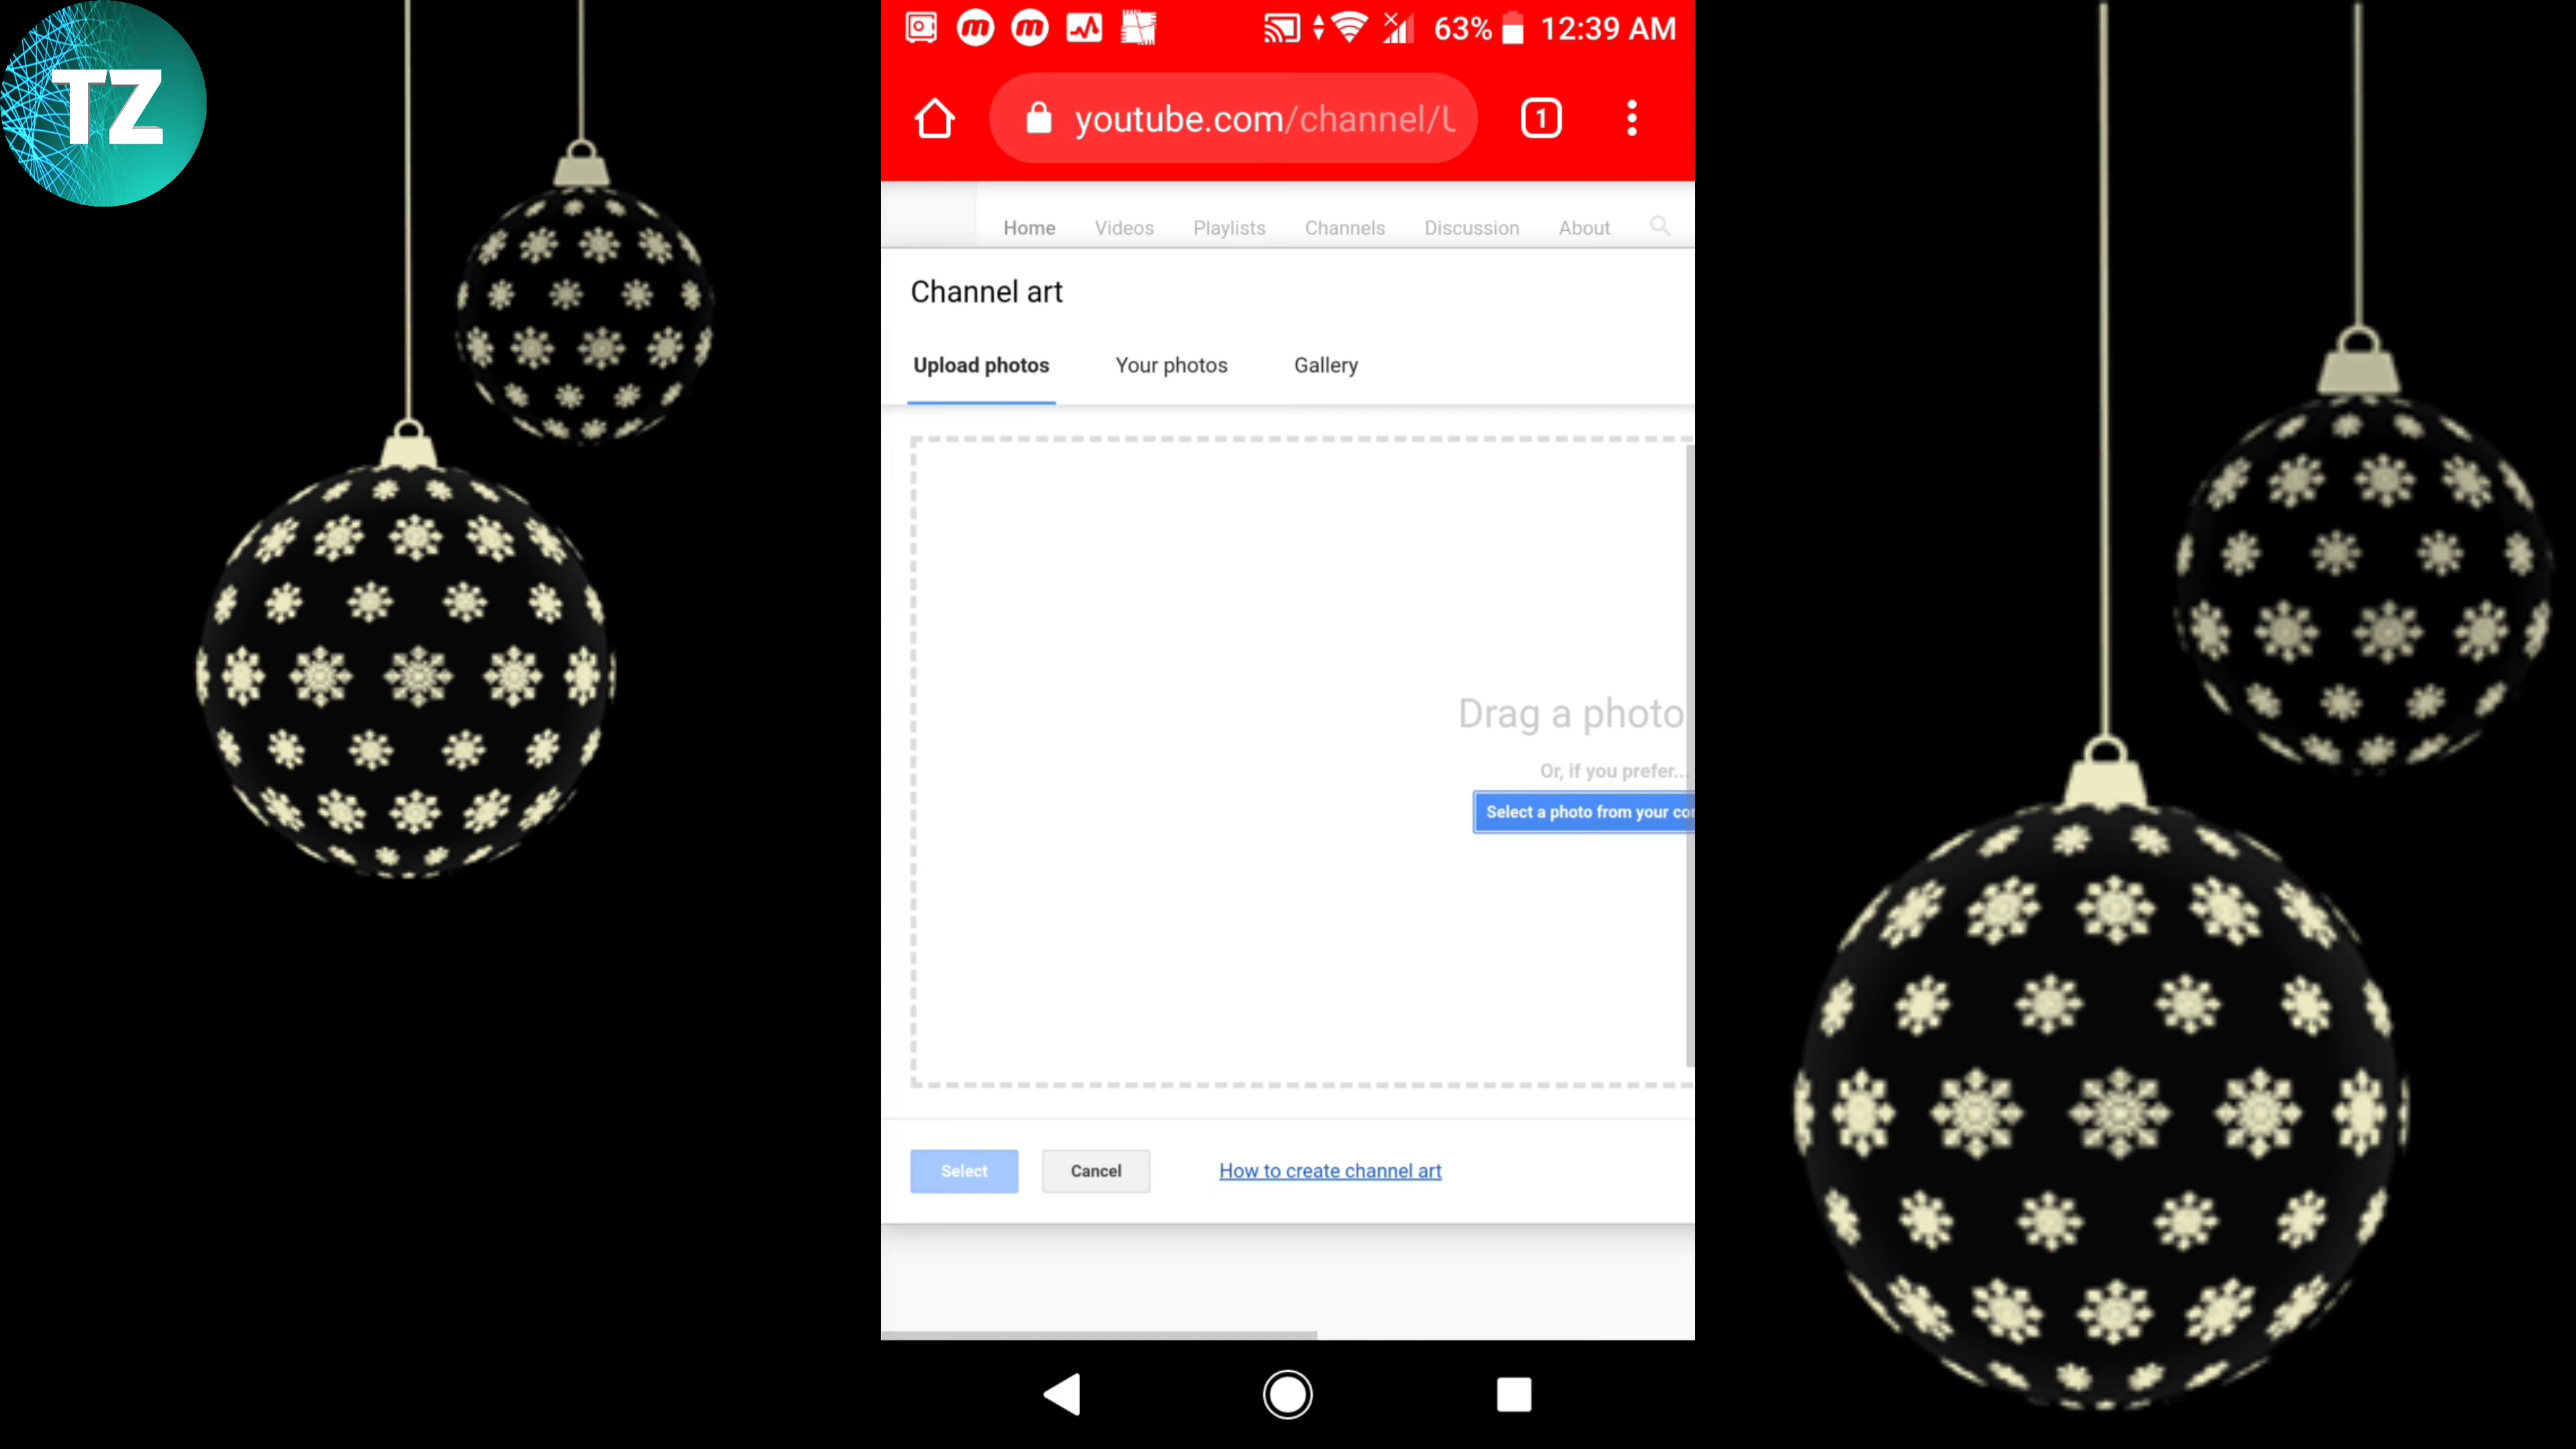 TZ
63% 12:39 AM
youtube.com/channel/U
1
Home Videos Playlists Channels Discussion About
Channel art
Upload photos Your photos Gallery
Drag a photo
Or, if you prefer...
Select a photo from your co
Select Cancel How to create channel art